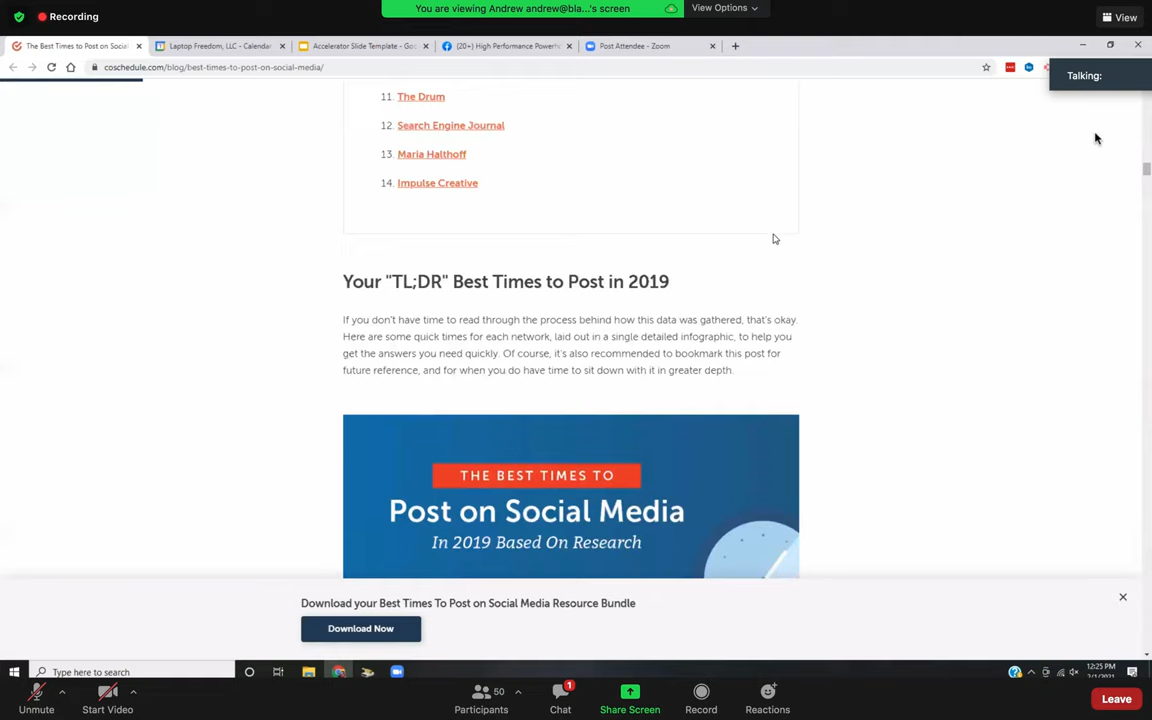 Recording
You are viewing Andrew andrew@bla...'s screen
View Options
View
The Best Times to Post on Social
Laptop Freedom, LLC - Calendar
Accelerator Slide Template - Goo
(20+) High Performance Powerh
Post Attendee - Zoom
coschedule.com/blog/best-times-to-post-on-social-media/
Talking:
11. The Drum
12. Search Engine Journal
13. Maria Halthoff
14. Impulse Creative
Your "TL;DR" Best Times to Post in 2019
If you don't have time to read through the process behind how this data was gathered, that's okay.
Here are some quick times for each network, laid out in a single detailed infographic, to help you
get the answers you need quickly. Of course, it's also recommended to bookmark this post for
future reference, and for when you do have time to sit down with it in greater depth.
THE BEST TIMES TO
Post on Social Media
In 2019 Based On Research
Download your Best Times To Post on Social Media Resource Bundle
Download Now
Type here to search
12:25 PM
Unmute
Start Video
50
Participants
1
Chat
Share Screen
Record
Reactions
Leave